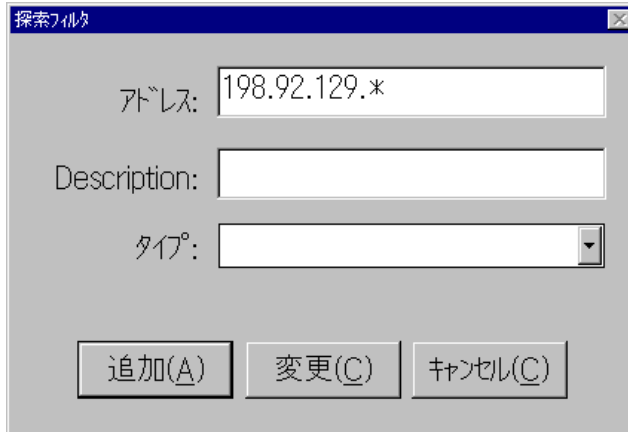 探索ﾌｨﾙﾀ
ｱﾄﾞﾚｽ: 198.92.129.*
Description:
ﾀｲﾌﾟ:
追加(A) 変更(C) ｷｬﾝｾﾙ(C)